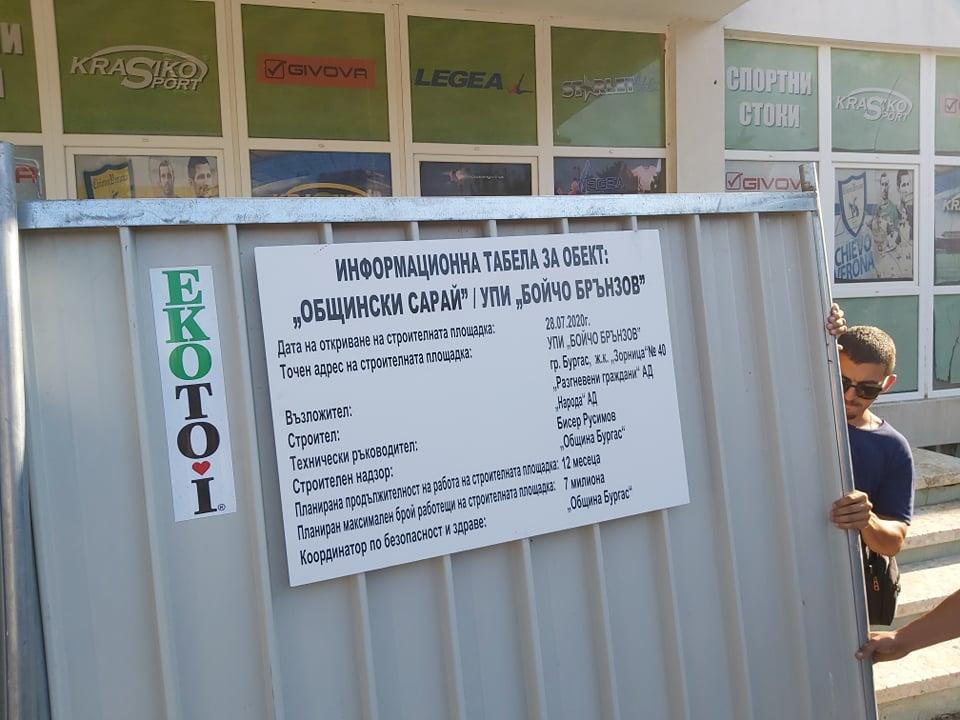 KRASIKO
SPORT
GIVOVA
LEGEA
СПОРТНИ
СТОКИ
KRASIKO
SPORT
LEGEA
GIVOVA
CHIEVO
VERONA
EKOTOI®
ИНФОРМАЦИОННА ТАБЕЛА ЗА ОБЕКТ:
„ОБЩИНСКИ САРАЙ" / УПИ „БОЙЧО БРЪНЗОВ"
Дата на откриване на строителната площадка: 28.07.2020г.
Точен адрес на строителната площадка: УПИ „БОЙЧО БРЪНЗОВ"
гр. Бургас, ж.к. „Зорница"№ 40
Възложител: „Разгневени граждани" АД
Строител: „Народа" АД
Технически ръководител: Бисер Русимов
Строителен надзор: „Община Бургас"
Планирана продължителност на работа на строителната площадка: 12 месеца
Планиран максимален брой работещи на строителната площадка: 7 милиона
Координатор по безопасност и здраве: „Община Бургас"